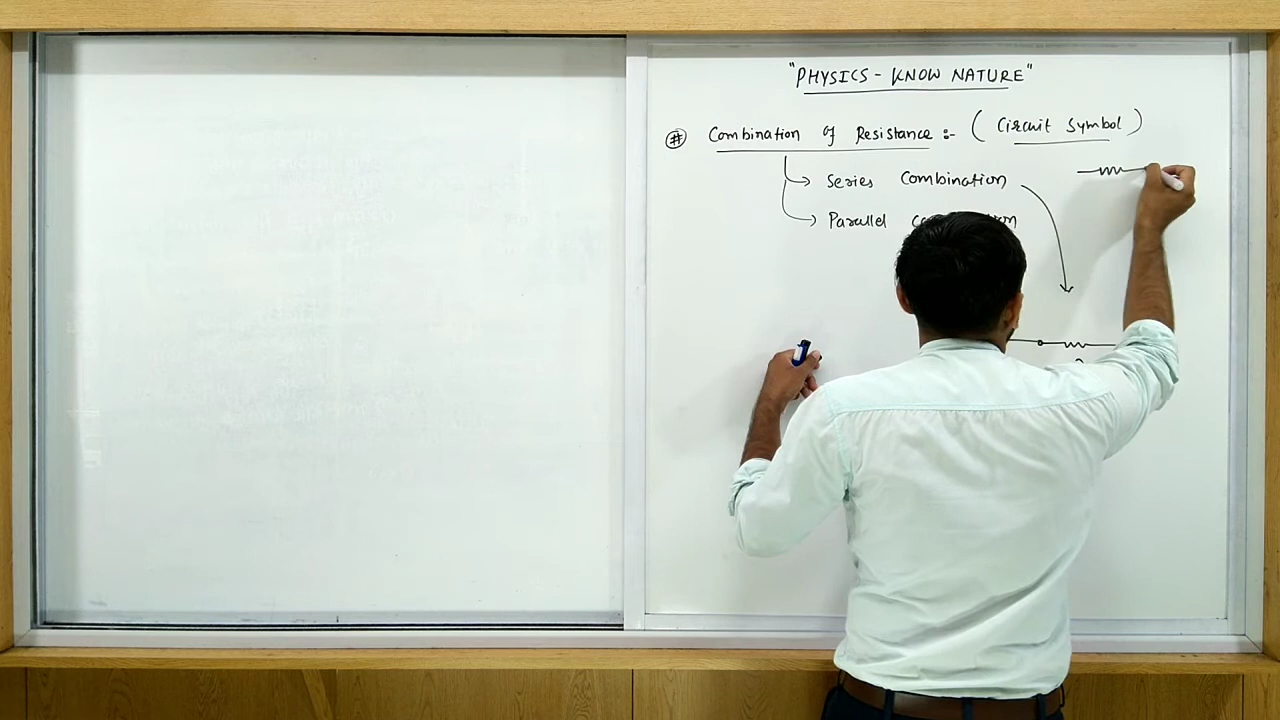 "PHYSICS - KNOW NATURE"
# Combination of Resistance :- (Circuit Symbol)
Series Combination
Parallel